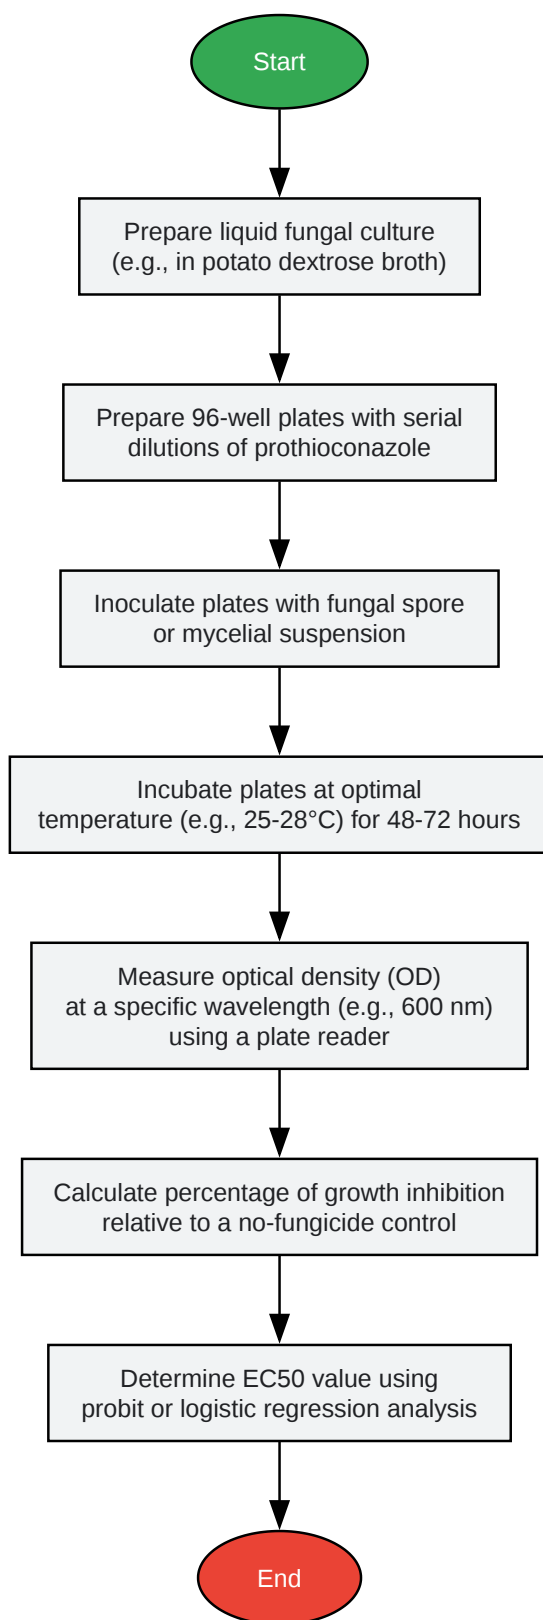 Start
Prepare liquid fungal culture
(e.g., in potato dextrose broth)
Prepare 96-well plates with serial
dilutions of prothioconazole
Inoculate plates with fungal spore
or mycelial suspension
Incubate plates at optimal
temperature (e.g., 25-28°C) for 48-72 hours
Measure optical density (OD)
at a specific wavelength (e.g., 600 nm)
using a plate reader
Calculate percentage of growth inhibition
relative to a no-fungicide control
Determine EC50 value using
probit or logistic regression analysis
End